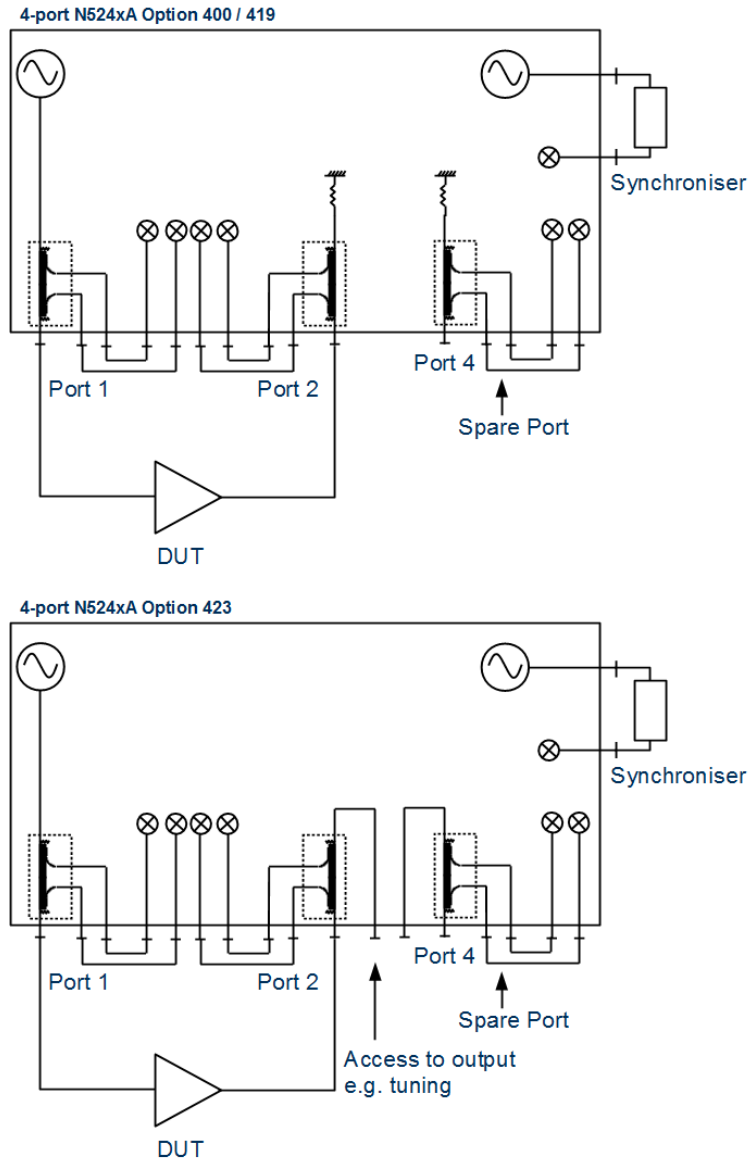 4-port N524xA Option 400 / 419
Synchroniser
Port 1
Port 2
Port 4
Spare Port
DUT
4-port N524xA Option 423
Synchroniser
Port 1
Port 2
Port 4
Spare Port
Access to output
e.g. tuning
DUT